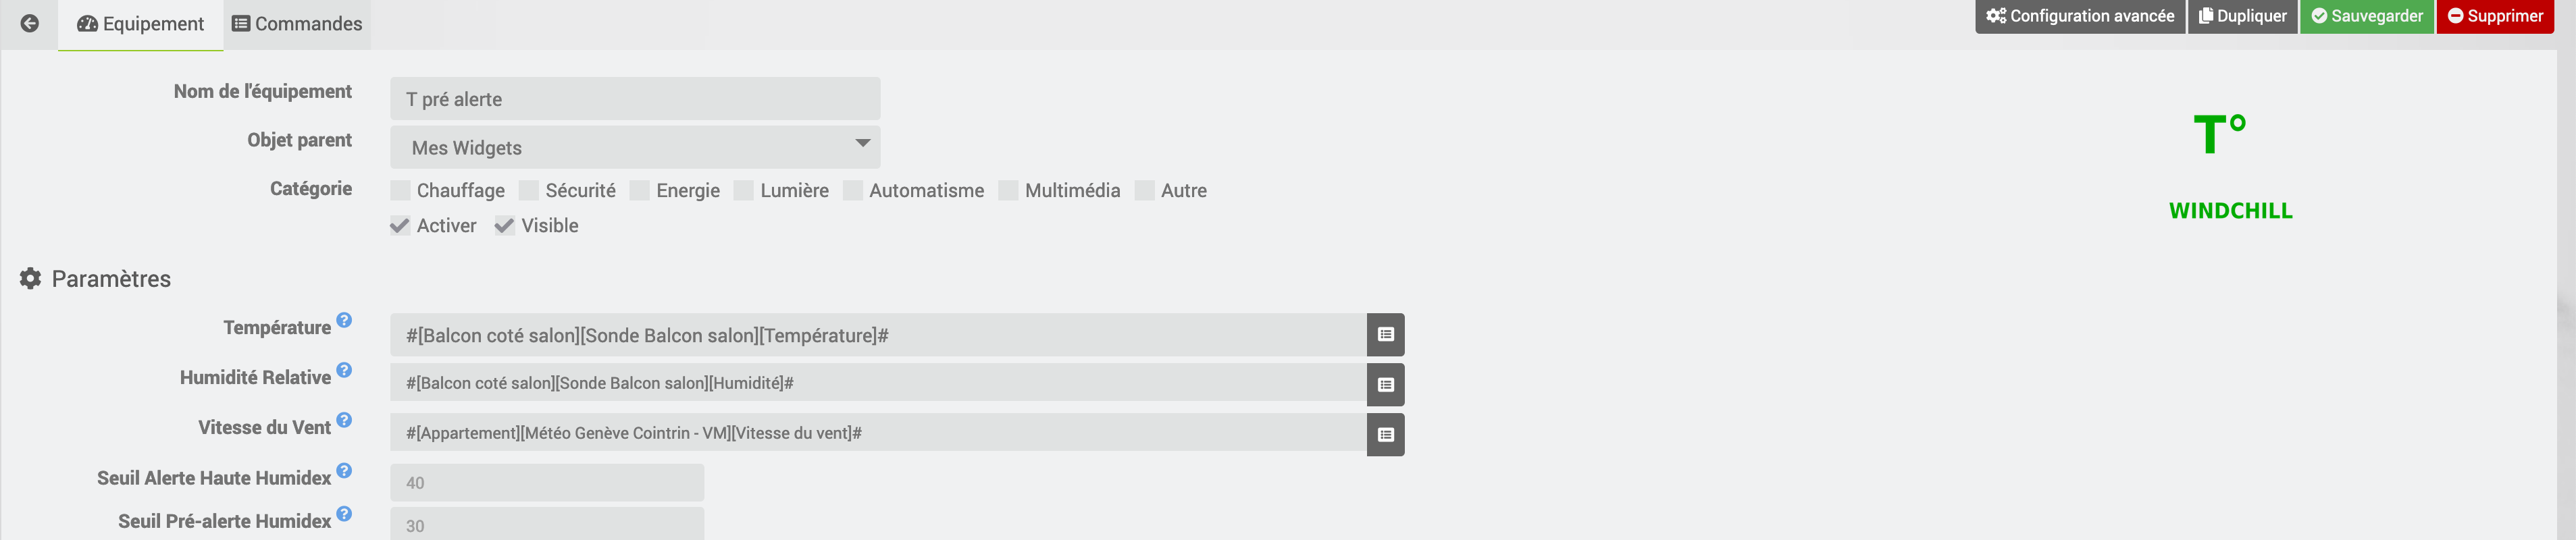 Equipement Commandes Configuration avancée Dupliquer Sauvegarder Supprimer
Nom de l'équipement T pré alerte
Objet parent Mes Widgets
Catégorie Chauffage Sécurité Energie Lumière Automatisme Multimédia Autre
Activer Visible
T°
WINDCHILL
Paramètres
Température ? #[Balcon coté salon][Sonde Balcon salon][Température]#
Humidité Relative ? #[Balcon coté salon][Sonde Balcon salon][Humidité]#
Vitesse du Vent ? #[Appartement][Météo Genève Cointrin - VM][Vitesse du vent]#
Seuil Alerte Haute Humidex ? 40
Seuil Pré-alerte Humidex ? 30